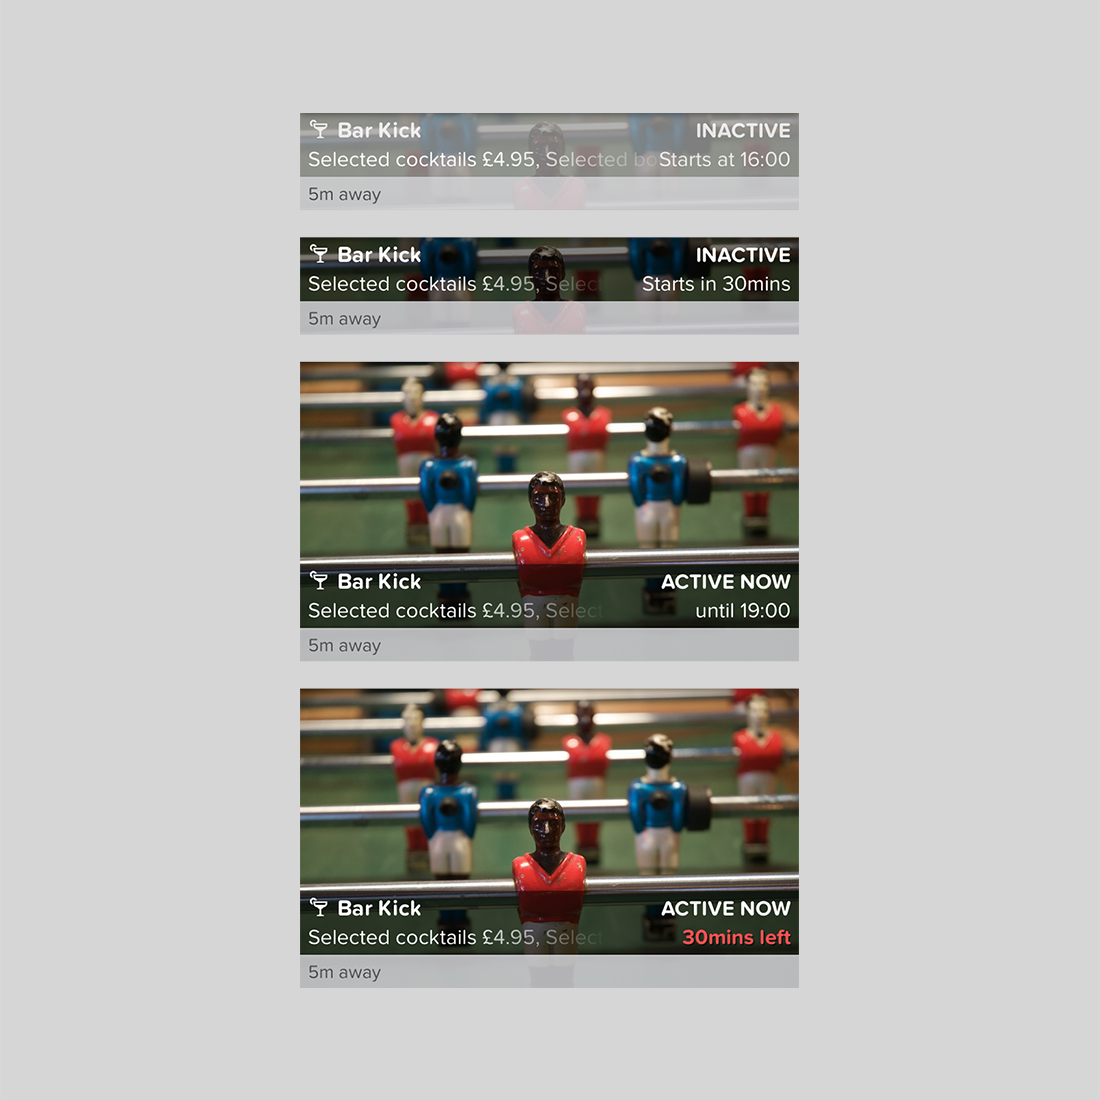 Bar Kick INACTIVE
Selected cocktails £4.95, Selected bo Starts at 16:00
5m away
Bar Kick INACTIVE
Selected cocktails £4.95, Selec Starts in 30mins
5m away
Bar Kick ACTIVE NOW
Selected cocktails £4.95, Select until 19:00
5m away
Bar Kick ACTIVE NOW
Selected cocktails £4.95, Select 30mins left
5m away